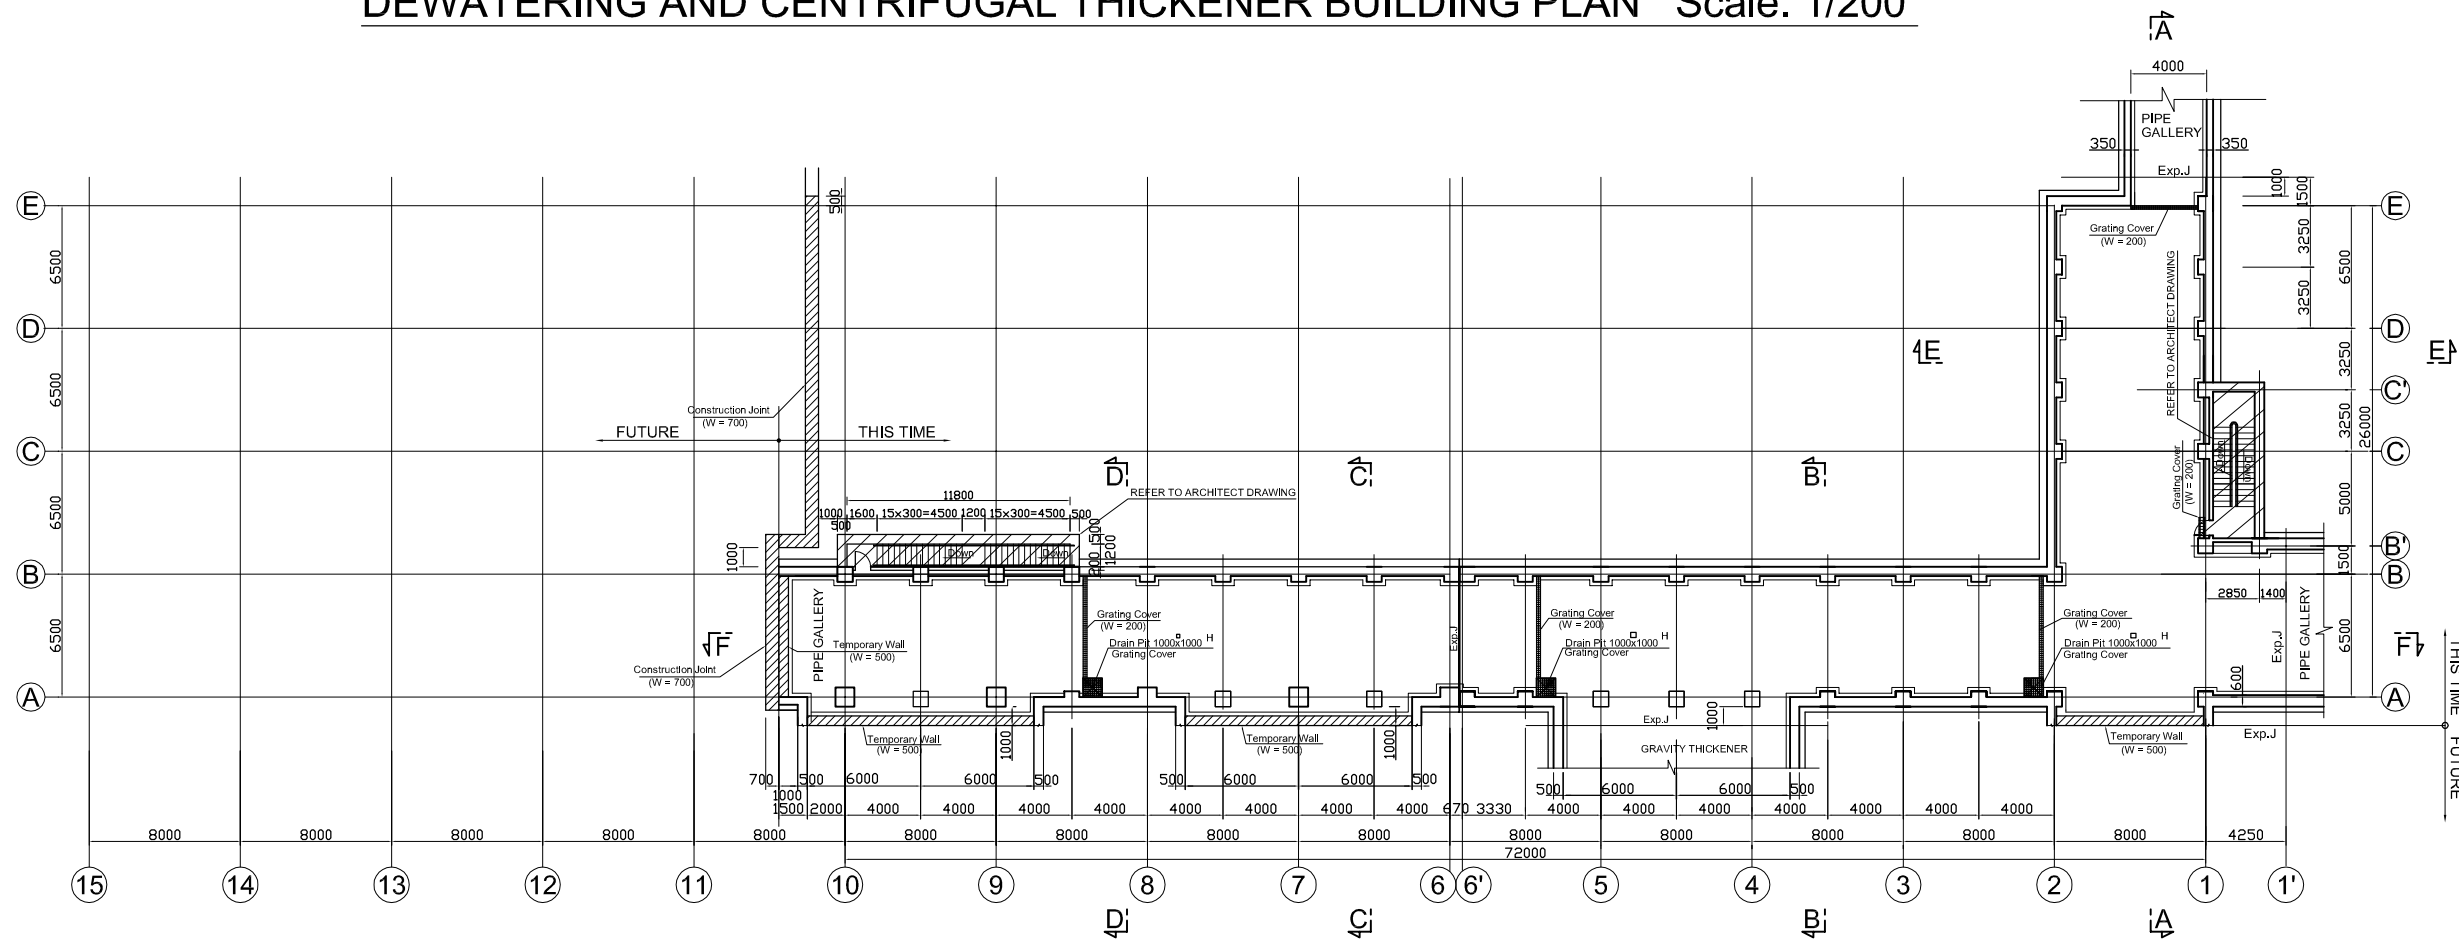 DEWATERING AND CENTRIFUGAL THICKENER BUILDING PLAN Scale: 1/200
A
4000
PIPE
GALLERY
350
350
Exp.J
1000
1500
500
E
E
Grating Cover
(W = 200)
3250
6500
6500
REFER TO ARCHITECT DRAWING
3250
D
D
E
E
6500
3250
C'
C'
Construction Joint
(W = 700)
FUTURE
THIS TIME
3250
26000
C
C
D
C
B
Grating Cover
(W = 200)
Down
REFER TO ARCHITECT DRAWING
11800
1000
1600
15x300=4500
1200
15x300=4500
500
500
6500
5000
500
1200
200
1000
Down
Down
B'
B
B
1500
2850
1400
PIPE GALLERY
Grating Cover
(W = 200)
Grating Cover
(W = 200)
Grating Cover
(W = 200)
6500
F
Temporary Wall
(W = 500)
Drain Pit 1000x1000
Grating Cover
H
Exp.J
Drain Pit 1000x1000
Grating Cover
H
Drain Pit 1000x1000
Grating Cover
H
Exp.J
PIPE GALLERY
6500
F
THIS TIME
FUTURE
Construction Joint
(W = 700)
600
A
A
Temporary Wall
(W = 500)
1000
Temporary Wall
(W = 500)
1000
Exp.J
1000
GRAVITY THICKENER
Temporary Wall
(W = 500)
Exp.J
700
500
6000
6000
500
500
6000
6000
500
500
6000
6000
500
1000
1500 2000 4000 4000 4000 4000 4000 4000 4000 4000 670 3330 4000 4000 4000 4000 4000 4000 4000
8000 8000 8000 8000 8000 8000 8000 8000 8000 8000 8000 8000 8000 8000 4250
72000
15 14 13 12 11 10 9 8 7 6 6' 5 4 3 2 1 1'
D C B A